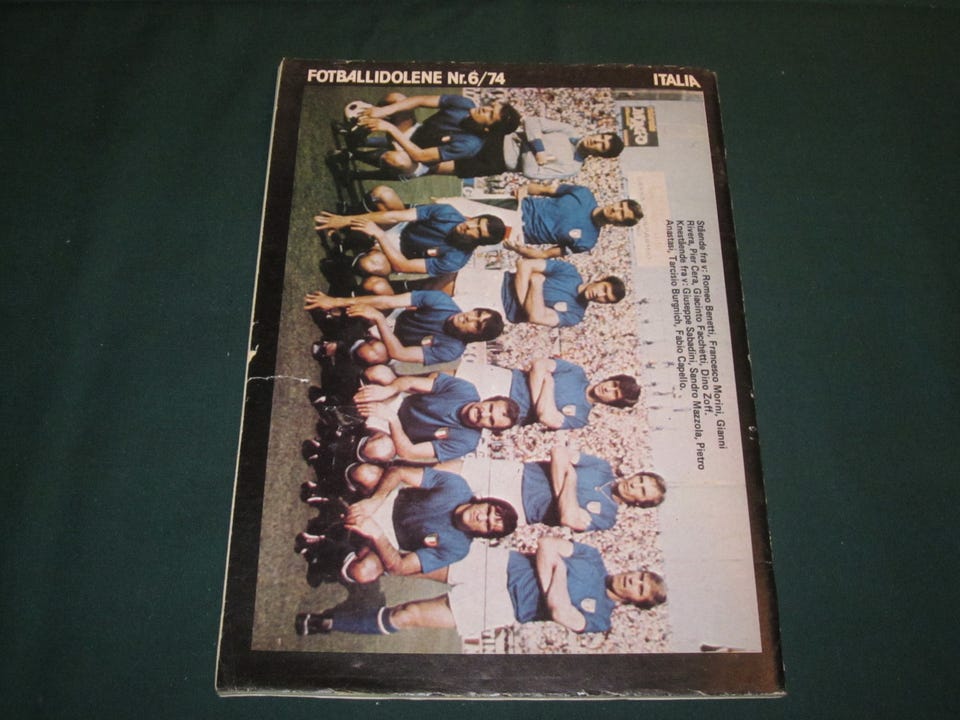 FOTBALLIDOLENE Nr.6/74
ITALIA
Stående fra v: Romeo Benetti, Francesco Morini, Gianni
Rivera, Pier Cera, Giacinto Facchetti, Dino Zoff.
Knestående fra v: Giuseppe Sabadini, Sandro Mazzola, Pietro
Anastasi, Tarcisio Burgnich, Fabio Capello.